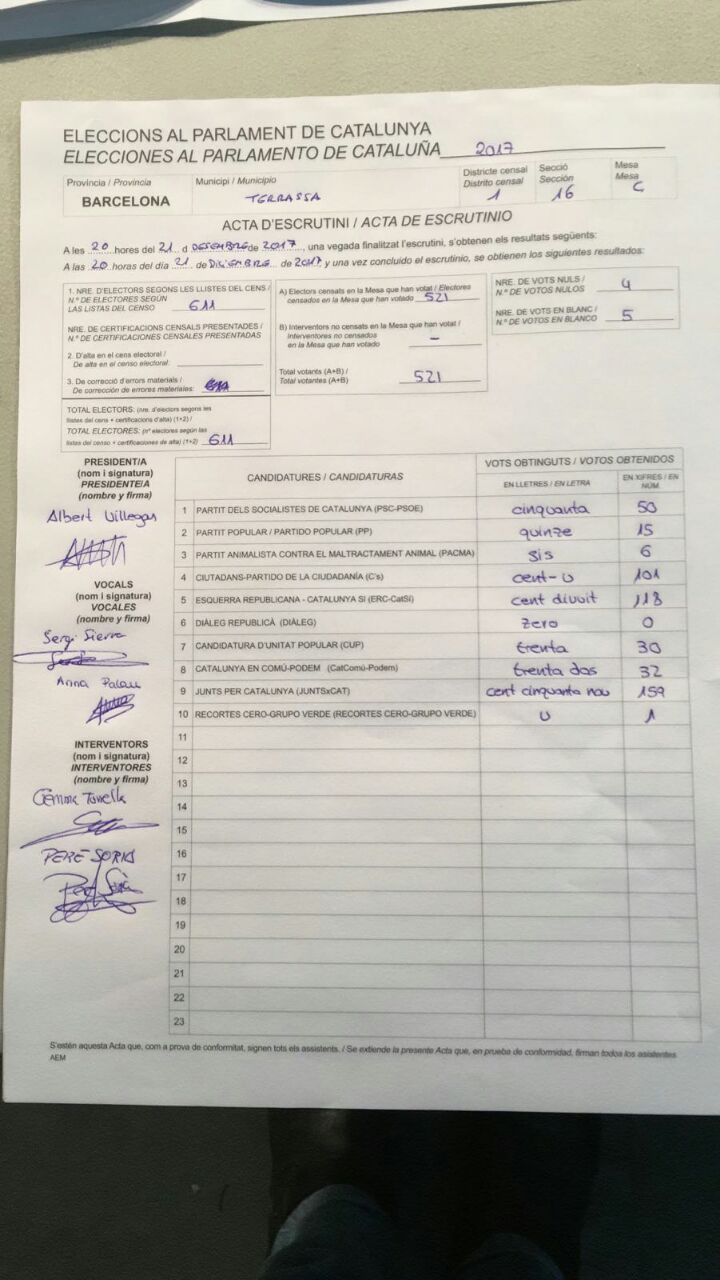 ELECCIONS AL PARLAMENT DE CATALUNYA
ELECCIONES AL PARLAMENTO DE CATALUÑA 2017
Província / Provincia
BARCELONA
Municipi / Municipio
TERRASSA
Districte censal
Distrito censal
1
Secció
Sección
16
Mesa
Mesa
C
ACTA D'ESCRUTINI / ACTA DE ESCRUTINIO
A les 20 hores del 21 d DESEMBRE de 2017, una vegada finalitzat l'escrutini, s'obtenen els resultats següents:
A las 20 horas del día 21 de DICIEMBRE de 2017 y una vez concluido el escrutinio, se obtienen los siguientes resultados:
1. NRE. D'ELECTORS SEGONS LES LLISTES DEL CENS /
N.º DE ELECTORES SEGÚN
LAS LISTAS DEL CENSO 611
NRE. DE CERTIFICACIONS CENSALS PRESENTADES /
N.º DE CERTIFICACIONES CENSALES PRESENTADAS
2. D'alta en el cens electoral /
De alta en el censo electoral:
3. De correcció d'errors materials /
De corrección de errores materiales:
TOTAL ELECTORS: (nre. d'electors segons les
llistes del cens + certificacions d'alta) (1+2) /
TOTAL ELECTORES: (nº electores según las
listas del censo + certificaciones de alta) (1+2) 611
A) Electors censats en la Mesa que han votat / Electores
censados en la Mesa que han votado 521
B) Interventors no censats en la Mesa que han votat /
Interventores no censados
en la Mesa que han votado –
Total votants (A+B) /
Total votantes (A+B) 521
NRE. DE VOTS NULS /
N.º DE VOTOS NULOS 4
NRE. DE VOTS EN BLANC /
N.º DE VOTOS EN BLANCO 5
PRESIDENT/A
(nom i signatura)
PRESIDENTE/A
(nombre y firma)
Albert Villegas
VOCALS
(nom i signatura)
VOCALES
(nombre y firma)
Sergi Sierra
Anna Palau
INTERVENTORS
(nom i signatura)
INTERVENTORES
(nombre y firma)
Gemma
PERE SORIA
CANDIDATURES / CANDIDATURAS
VOTS OBTINGUTS / VOTOS OBTENIDOS
EN LLETRES / EN LETRA
EN XIFRES / EN NÚM.
1 PARTIT DELS SOCIALISTES DE CATALUNYA (PSC-PSOE) cinquanta 50
2 PARTIT POPULAR / PARTIDO POPULAR (PP) quinze 15
3 PARTIT ANIMALISTA CONTRA EL MALTRACTAMENT ANIMAL (PACMA) sis 6
4 CIUTADANS-PARTIDO DE LA CIUDADANÍA (C's) cent-u 101
5 ESQUERRA REPUBLICANA - CATALUNYA SÍ (ERC-CatSí) cent divuit 118
6 DIÀLEG REPUBLICÀ (DIÀLEG) zero 0
7 CANDIDATURA D'UNITAT POPULAR (CUP) trenta 30
8 CATALUNYA EN COMÚ-PODEM (CatComú-Podem) trenta dos 32
9 JUNTS PER CATALUNYA (JUNTSxCAT) cent cinquanta nou 159
10 RECORTES CERO-GRUPO VERDE (RECORTES CERO-GRUPO VERDE) u 1
11
12
13
14
15
16
17
18
19
20
21
22
23
S'estén aquesta Acta que, com a prova de conformitat, signen tots els assistents. / Se extiende la presente Acta que, en prueba de conformidad, firman todos los asistentes
AEM